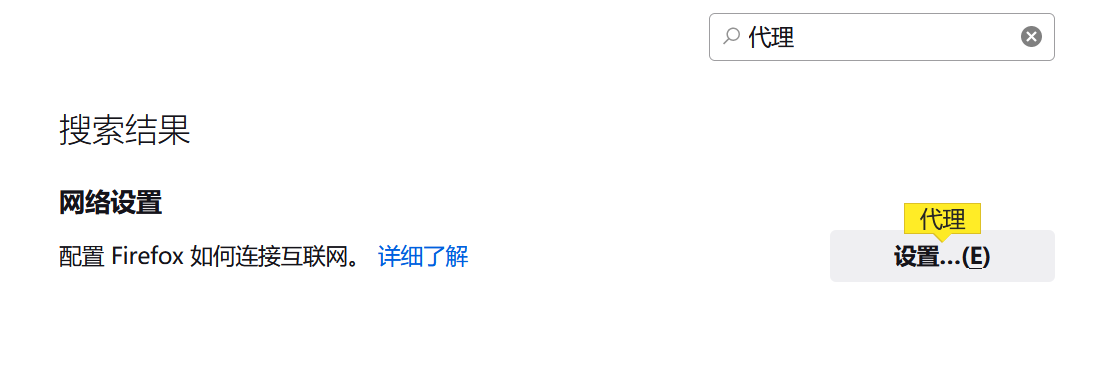 代理
搜索结果
网络设置
代理
配置 Firefox 如何连接互联网。 详细了解
设置...(E)